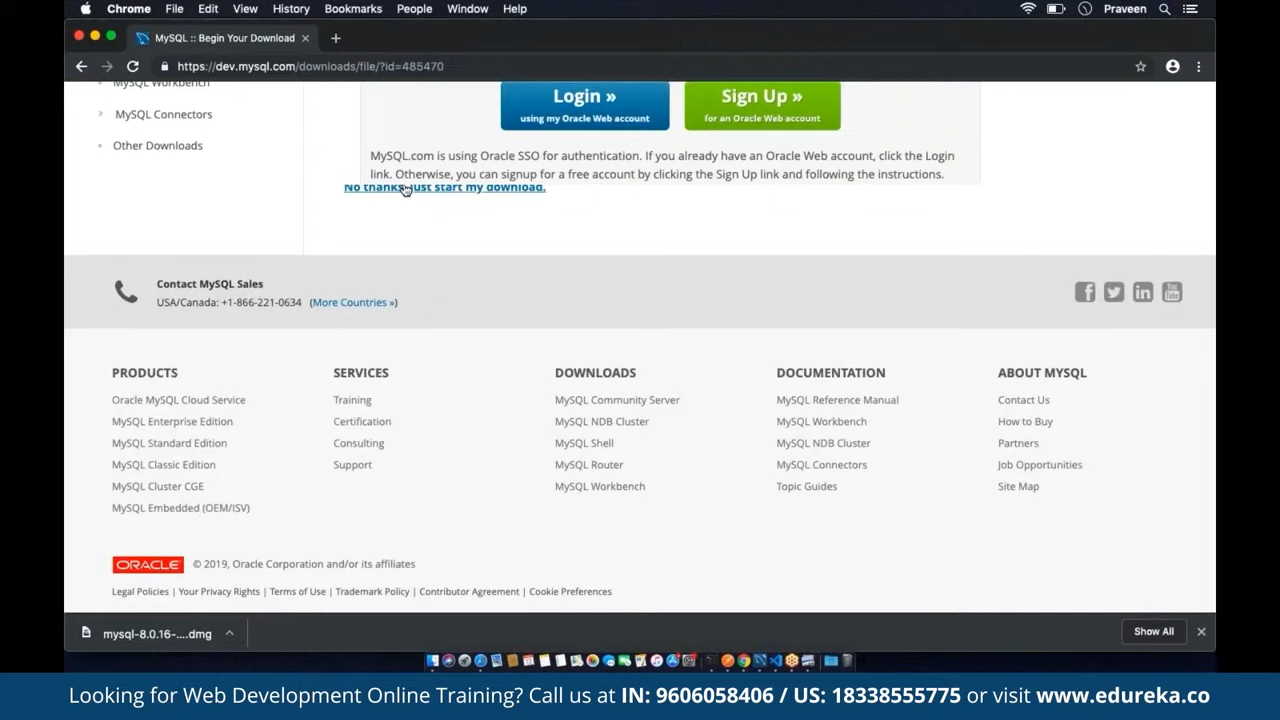 Chrome File Edit View History Bookmarks People Window Help Praveen
MySQL :: Begin Your Download
https://dev.mysql.com/downloads/file/?id=485470
MySQL Workbench
MySQL Connectors
Other Downloads
Login »
using my Oracle Web account
Sign Up »
for an Oracle Web account
MySQL.com is using Oracle SSO for authentication. If you already have an Oracle Web account, click the Login
link. Otherwise, you can signup for a free account by clicking the Sign Up link and following the instructions.
No thanks, just start my download.
Contact MySQL Sales
USA/Canada: +1-866-221-0634 (More Countries »)
PRODUCTS SERVICES DOWNLOADS DOCUMENTATION ABOUT MYSQL
Oracle MySQL Cloud Service Training MySQL Community Server MySQL Reference Manual Contact Us
MySQL Enterprise Edition Certification MySQL NDB Cluster MySQL Workbench How to Buy
MySQL Standard Edition Consulting MySQL Shell MySQL NDB Cluster Partners
MySQL Classic Edition Support MySQL Router MySQL Connectors Job Opportunities
MySQL Cluster CGE MySQL Workbench Topic Guides Site Map
MySQL Embedded (OEM/ISV)
ORACLE © 2019, Oracle Corporation and/or its affiliates
Legal Policies | Your Privacy Rights | Terms of Use | Trademark Policy | Contributor Agreement | Cookie Preferences
mysql-8.0.16-....dmg Show All
Looking for Web Development Online Training? Call us at IN: 9606058406 / US: 18338555775 or visit www.edureka.co